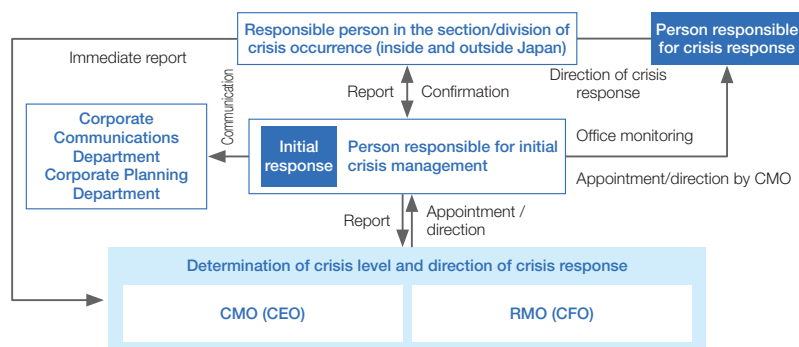 Responsible person in the section/division of
crisis occurrence (inside and outside Japan)
Person responsible
for crisis response
Immediate report
Report
Confirmation
Direction of crisis
response
Communication
Corporate
Communications
Department
Corporate Planning
Department
Initial
response
Person responsible for initial
crisis management
Office monitoring
Appointment/direction by CMO
Report
Appointment /
direction
Determination of crisis level and direction of crisis response
CMO (CEO)
RMO (CFO)